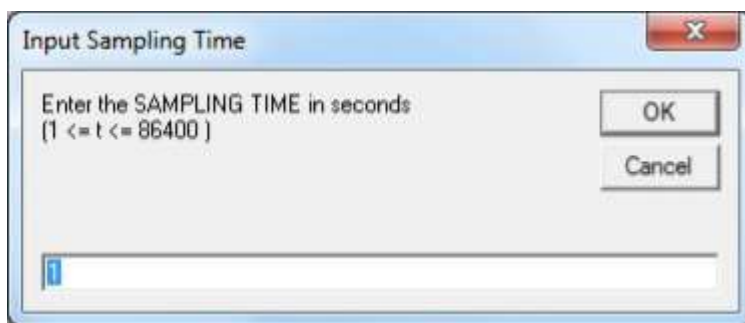 Input Sampling Time
Enter the SAMPLING TIME in seconds
(1 <= t <= 86400 )
OK
Cancel
1